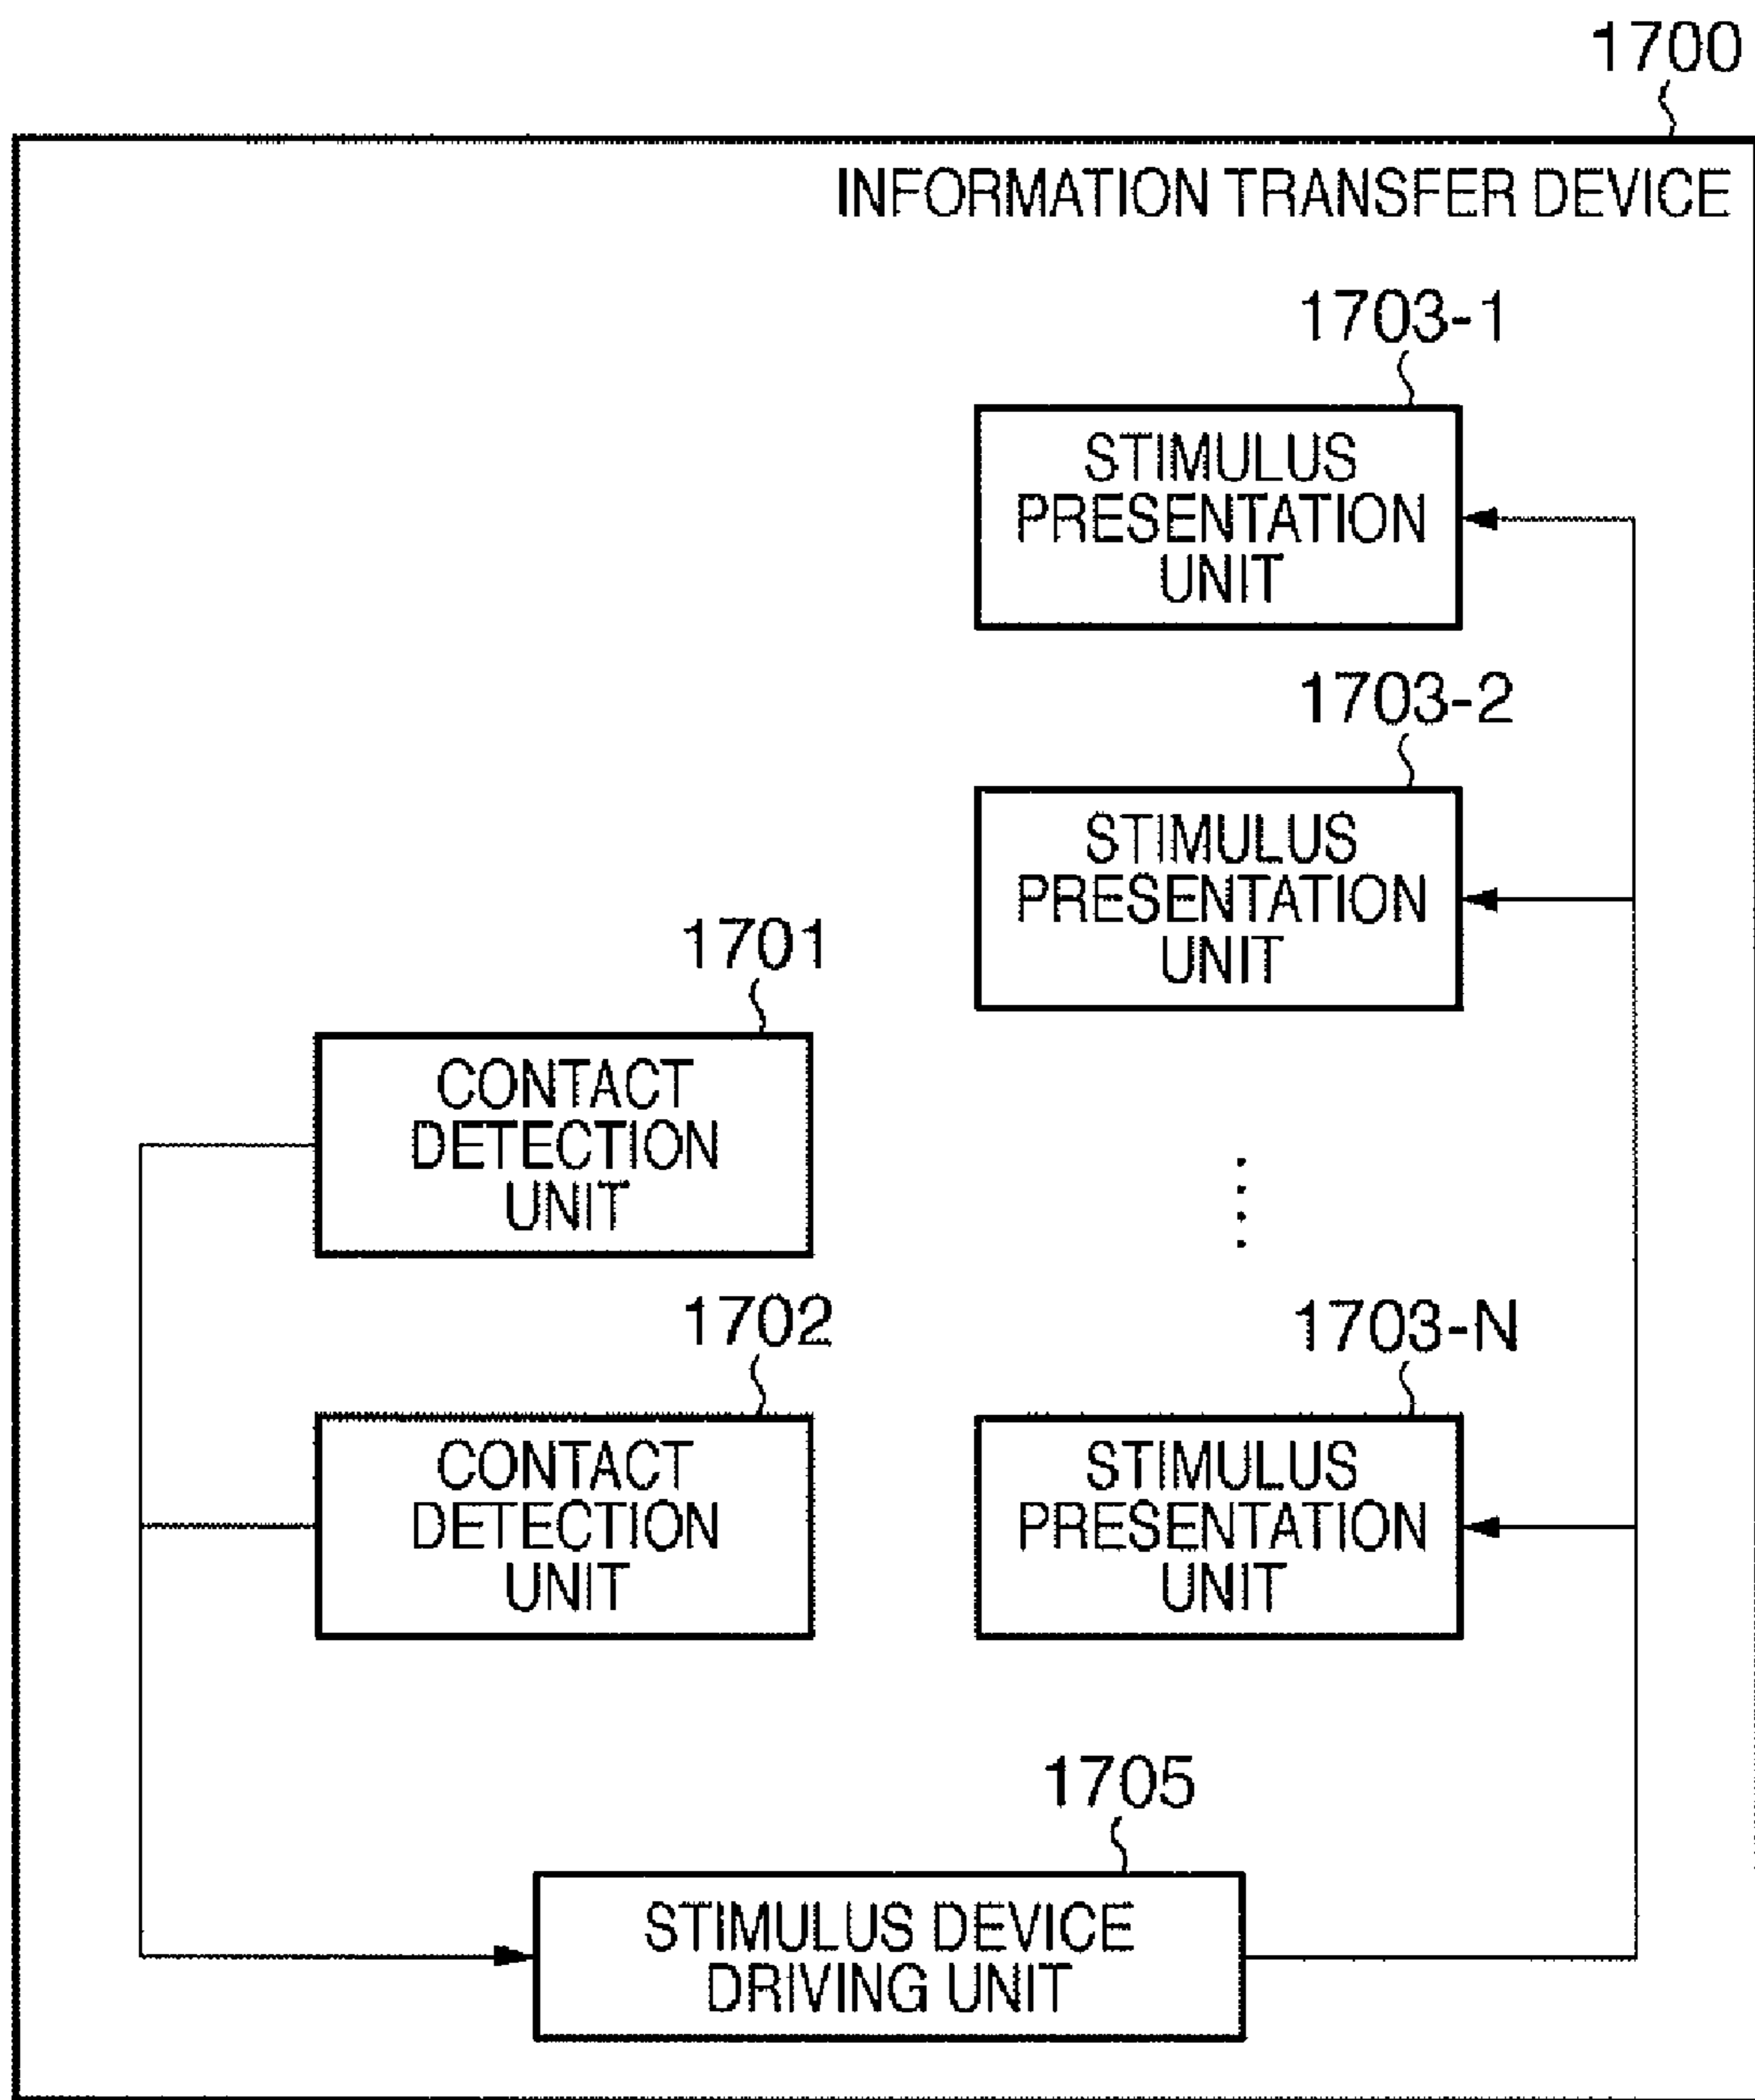 1700
INFORMATION TRANSFER DEVICE
1703-1
STIMULUS
PRESENTATION
UNIT
1703-2
STIMULUS
PRESENTATION
UNIT
1701
CONTACT
DETECTION
UNIT
1702
CONTACT
DETECTION
UNIT
1703-N
STIMULUS
PRESENTATION
UNIT
1705
STIMULUS DEVICE
DRIVING UNIT